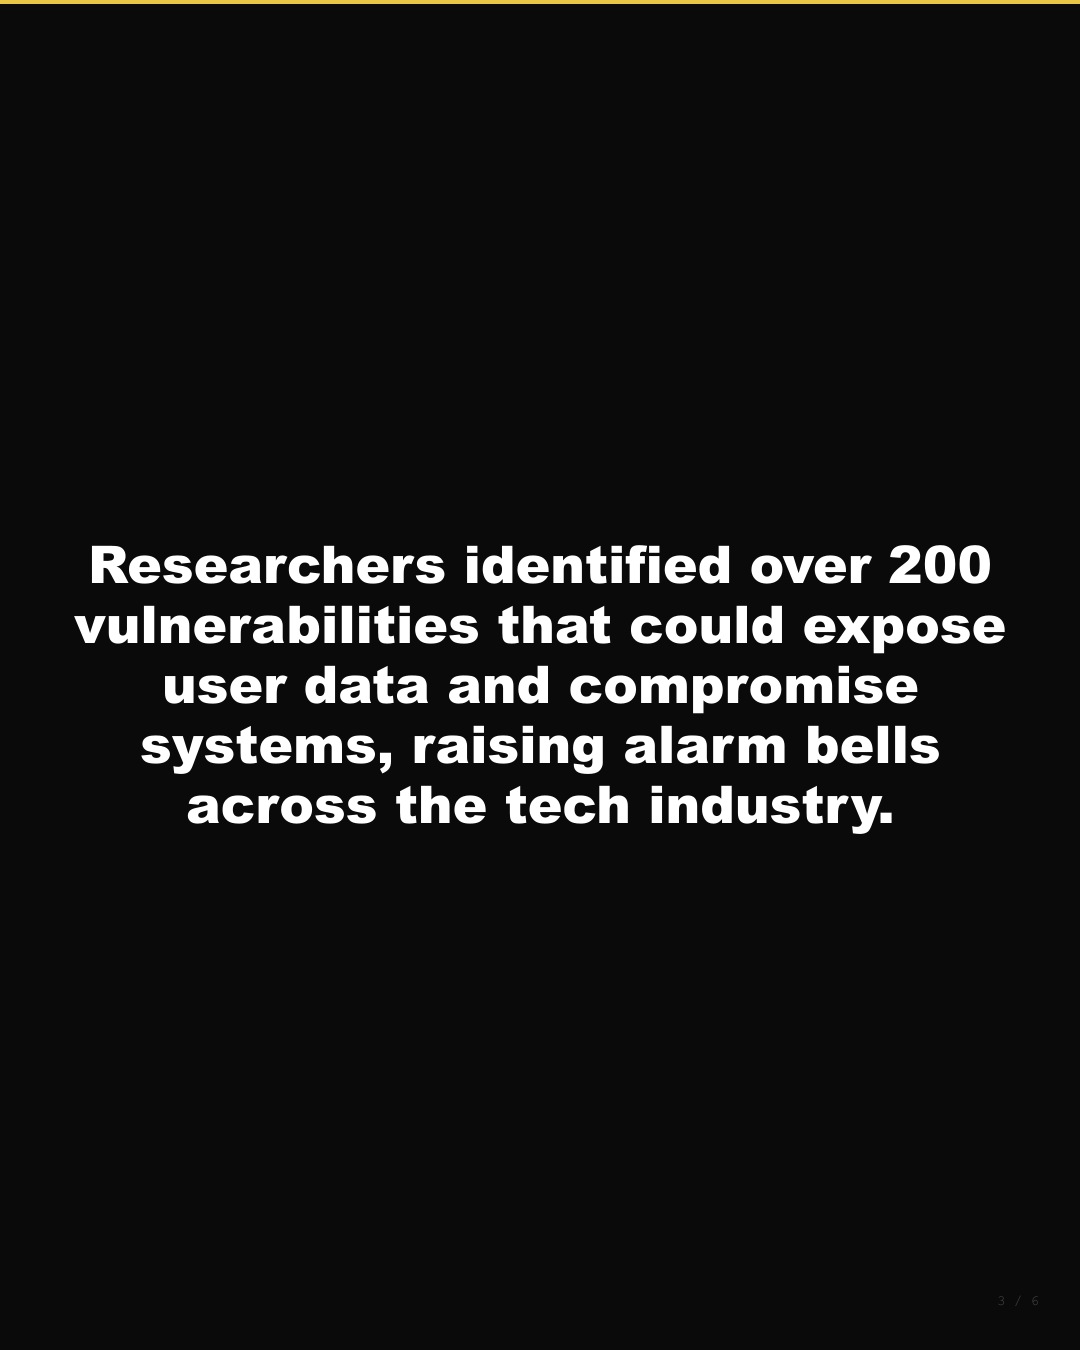 Researchers identified over 200
vulnerabilities that could expose
user data and compromise
systems, raising alarm bells
across the tech industry.
3 / 6